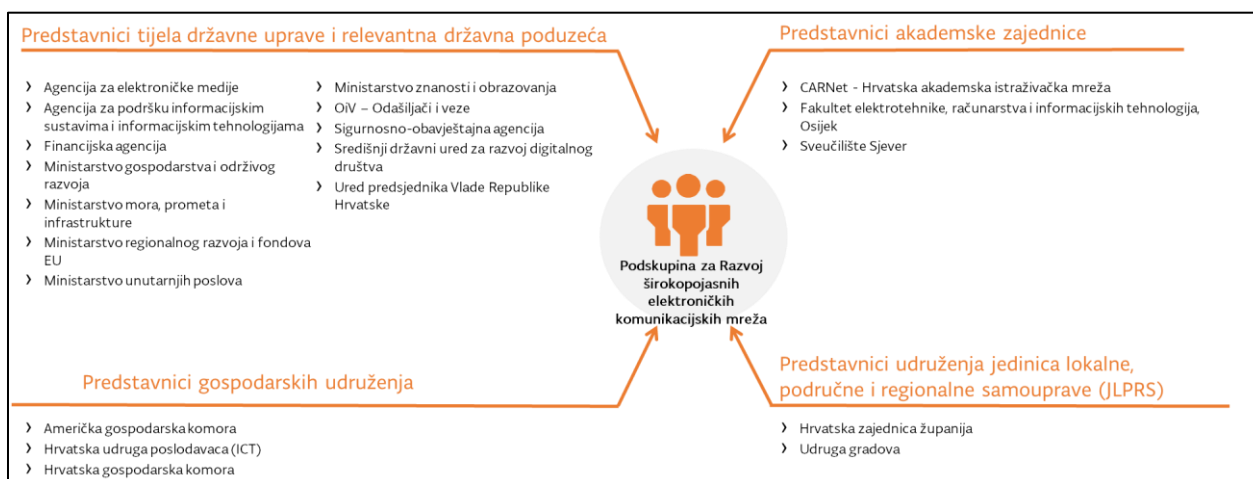 Predstavnici tijela državne uprave i relevantna državna poduzeća
› Agencija za elektroničke medije
› Agencija za podršku informacijskim
sustavima i informacijskim tehnologijama
› Financijska agencija
› Ministarstvo gospodarstva i održivog
razvoja
› Ministarstvo mora, prometa i
infrastrukture
› Ministarstvo regionalnog razvoja i fondova
EU
› Ministarstvo unutarnjih poslova
› Ministarstvo znanosti i obrazovanja
› OiV – Odašiljači i veze
› Sigurnosno-obavještajna agencija
› Središnji državni ured za razvoj digitalnog
društva
› Ured predsjednika Vlade Republike
Hrvatske
Predstavnici akademske zajednice
› CARNet - Hrvatska akademska istraživačka mreža
› Fakultet elektrotehnike, računarstva i informacijskih tehnologija,
Osijek
› Sveučilište Sjever
Podskupina za Razvoj
širokopojasnih
elektroničkih
komunikacijskih mreža
Predstavnici gospodarskih udruženja
› Američka gospodarska komora
› Hrvatska udruga poslodavaca (ICT)
› Hrvatska gospodarska komora
Predstavnici udruženja jedinica lokalne,
područne i regionalne samouprave (JLPRS)
› Hrvatska zajednica županija
› Udruga gradova